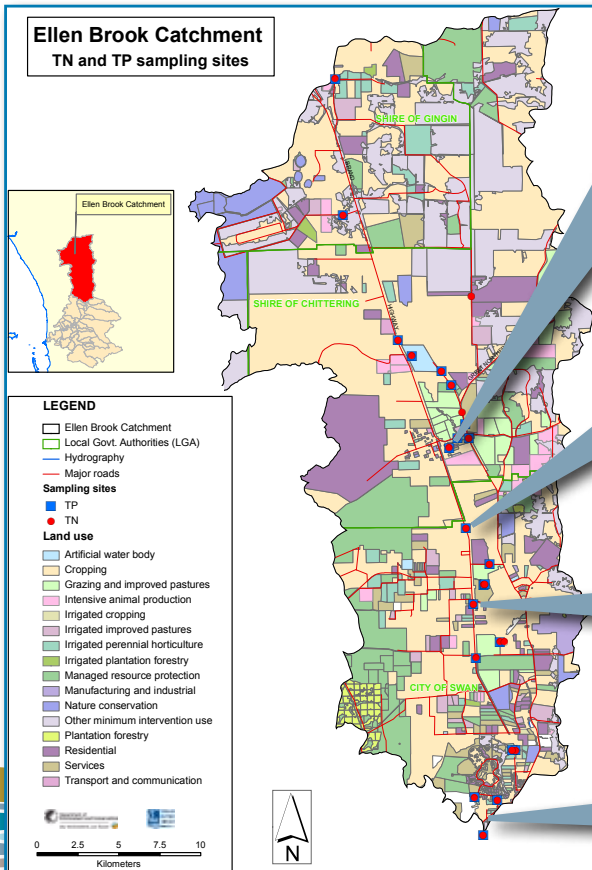 Ellen Brook Catchment
TN and TP sampling sites
SHIRE OF GINGIN
Ellen Brook Catchment
SHIRE OF CHITTERING
HIGHWAY
CITY OF SWAN
LEGEND
Ellen Brook Catchment
Local Govt. Authorities (LGA)
Hydrography
Major roads
Sampling sites
TP
TN
Land use
Artificial water body
Cropping
Grazing and improved pastures
Intensive animal production
Irrigated cropping
Irrigated improved pastures
Irrigated perennial horticulture
Irrigated plantation forestry
Managed resource protection
Manufacturing and industrial
Nature conservation
Other minimum intervention use
Plantation forestry
Residential
Services
Transport and communication
0 2.5 5 7.5 10
Kilometers
N